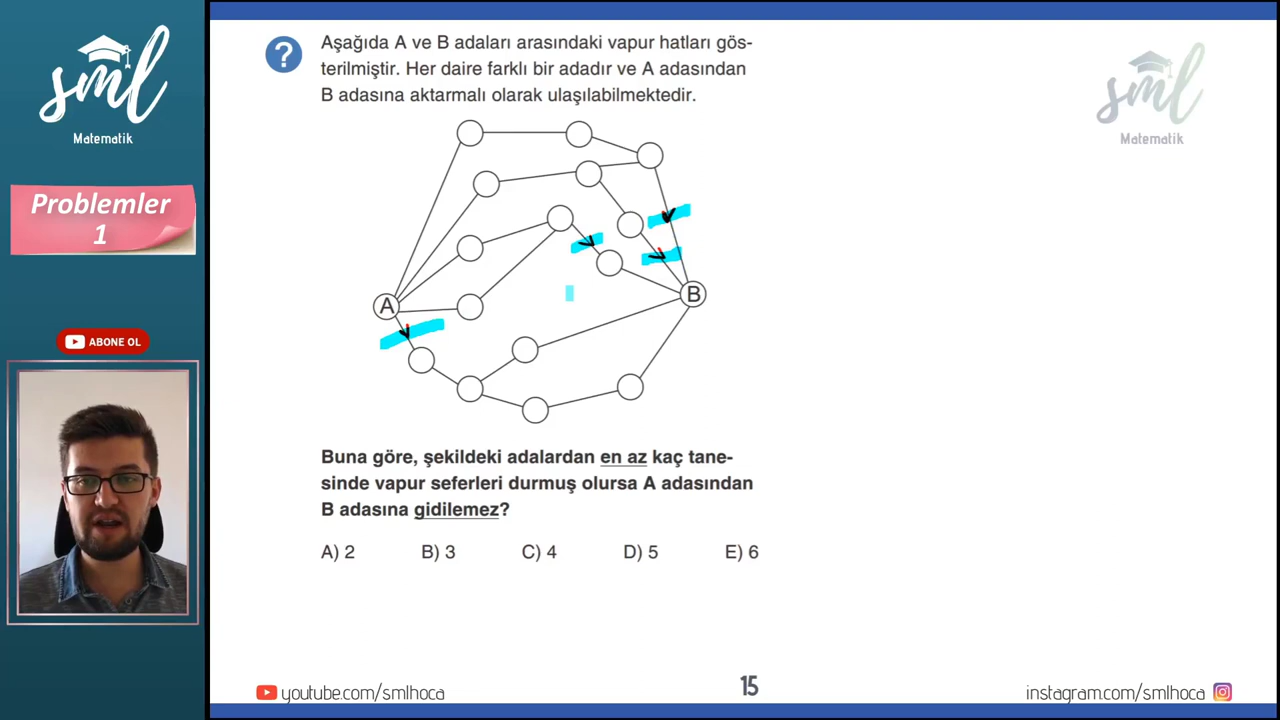 sml
Matematik
Problemler
1
ABONE OL
?
Aşağıda A ve B adaları arasındaki vapur hatları gös-
terilmiştir. Her daire farklı bir adadır ve A adasından
B adasına aktarmalı olarak ulaşılabilmektedir.
A
B
Buna göre, şekildeki adalardan en az kaç tane-
sinde vapur seferleri durmuş olursa A adasından
B adasına gidilemez?
A) 2 B) 3 C) 4 D) 5 E) 6
sml
Matematik
youtube.com/smlhoca
15
instagram.com/smlhoca